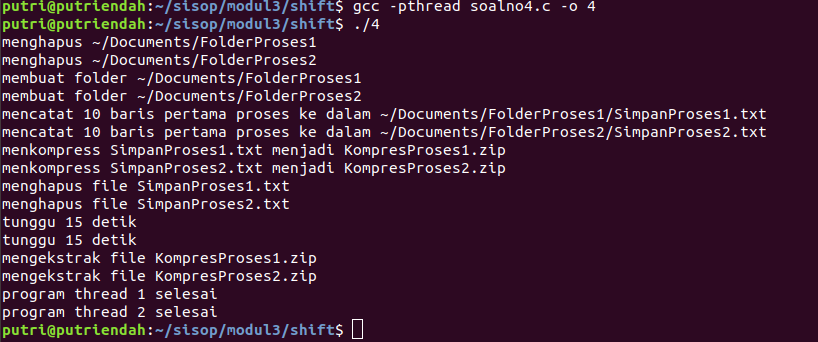 putri@putriendah:~/sisop/modul3/shift$ gcc -pthread soalno4.c -o 4
putri@putriendah:~/sisop/modul3/shift$ ./4
menghapus ~/Documents/FolderProses1
menghapus ~/Documents/FolderProses2
membuat folder ~/Documents/FolderProses1
membuat folder ~/Documents/FolderProses2
mencatat 10 baris pertama proses ke dalam ~/Documents/FolderProses1/SimpanProses1.txt
mencatat 10 baris pertama proses ke dalam ~/Documents/FolderProses2/SimpanProses2.txt
menkompress SimpanProses1.txt menjadi KompresProses1.zip
menkompress SimpanProses2.txt menjadi KompresProses2.zip
menghapus file SimpanProses1.txt
menghapus file SimpanProses2.txt
tunggu 15 detik
tunggu 15 detik
mengekstrak file KompresProses1.zip
mengekstrak file KompresProses2.zip
program thread 1 selesai
program thread 2 selesai
putri@putriendah:~/sisop/modul3/shift$